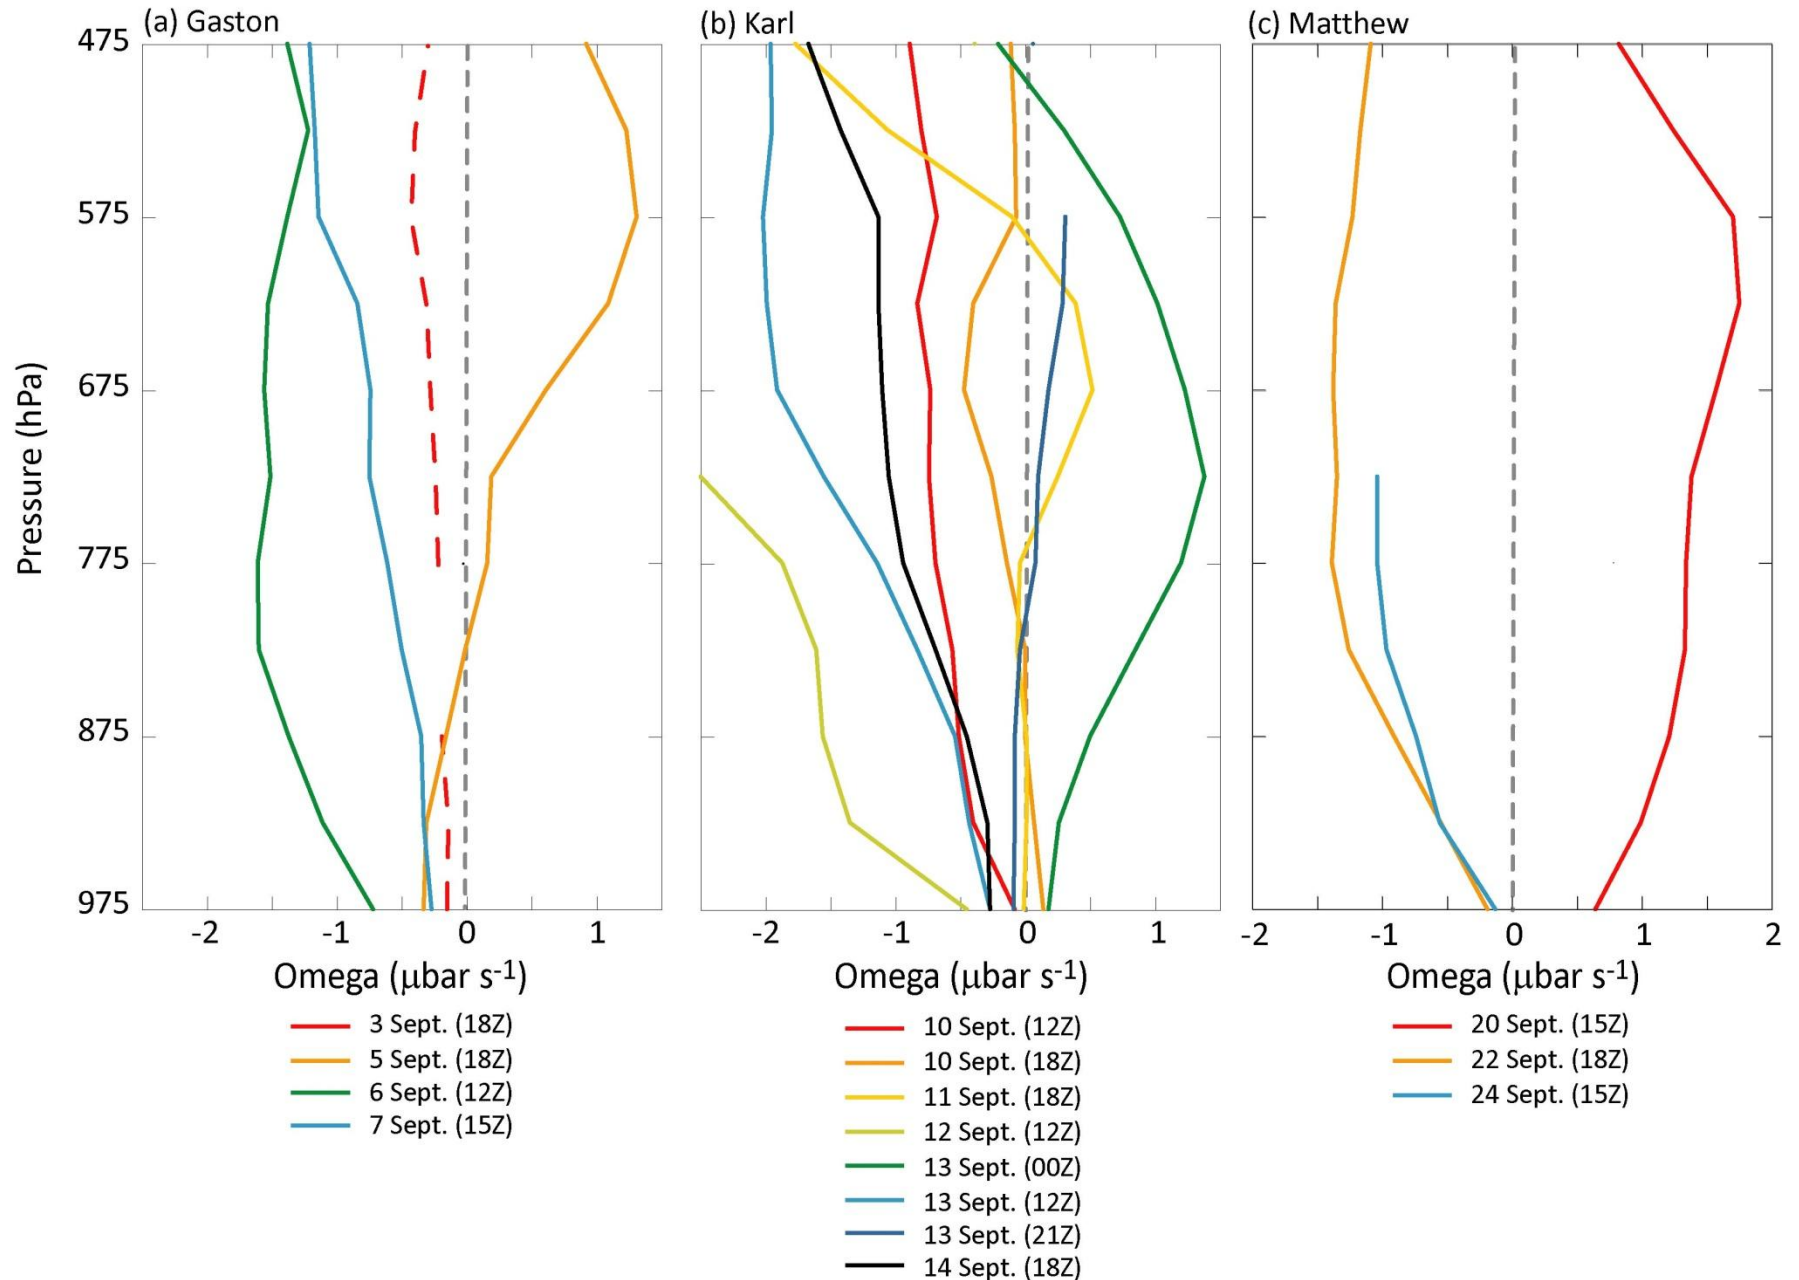 (a) Gaston
(b) Karl
(c) Matthew
Pressure (hPa)
475
575
675
775
875
975
-2 -1 0 1
-2 -1 0 1
-2 -1 0 1 2
Omega (μbar s-1)
Omega (μbar s-1)
Omega (μbar s-1)
3 Sept. (18Z)
5 Sept. (18Z)
6 Sept. (12Z)
7 Sept. (15Z)
10 Sept. (12Z)
10 Sept. (18Z)
11 Sept. (18Z)
12 Sept. (12Z)
13 Sept. (00Z)
13 Sept. (12Z)
13 Sept. (21Z)
14 Sept. (18Z)
20 Sept. (15Z)
22 Sept. (18Z)
24 Sept. (15Z)